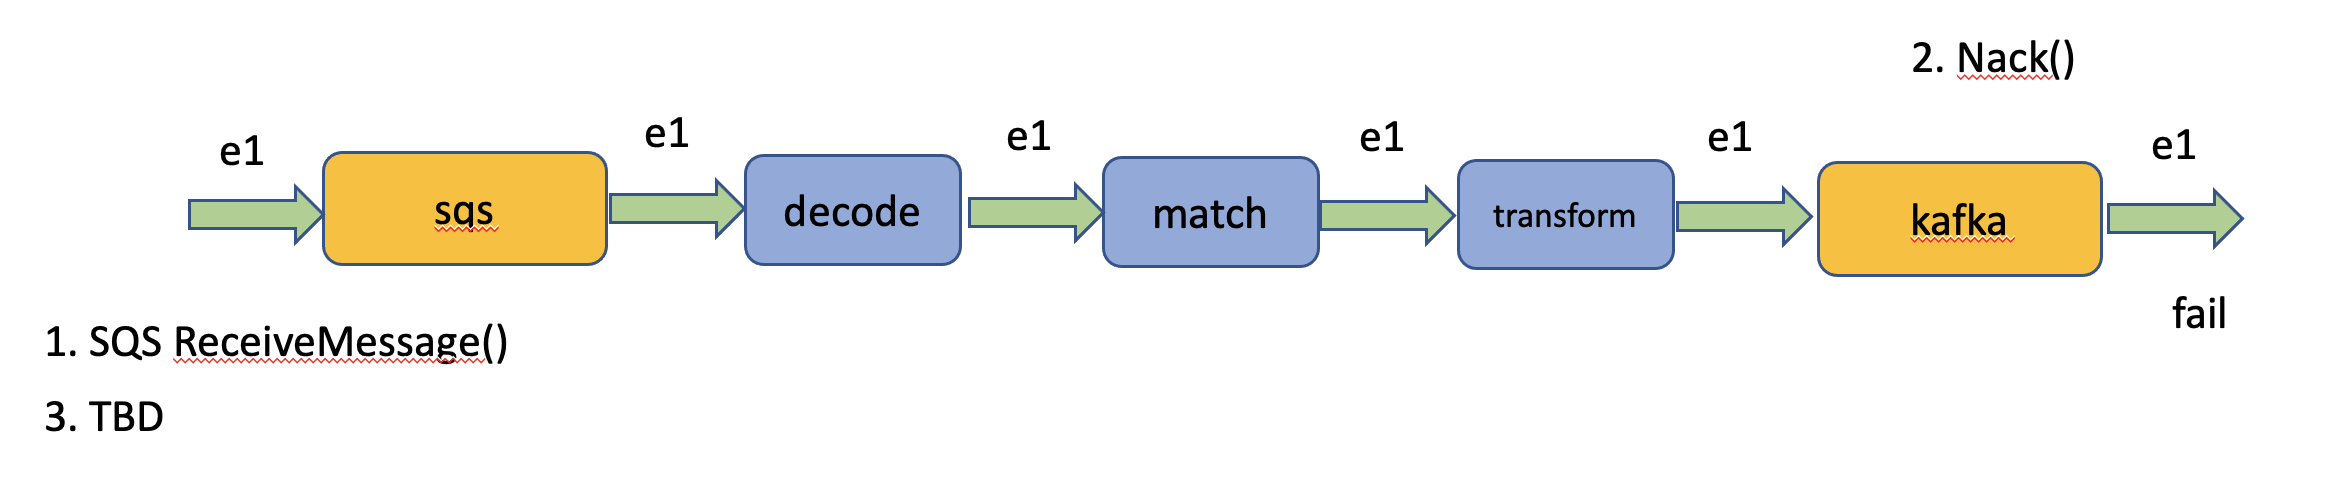 2. Nack()
e1
e1
e1
e1
e1
e1
sqs
decode
match
transform
kafka
fail
1. SQS ReceiveMessage()
3. TBD